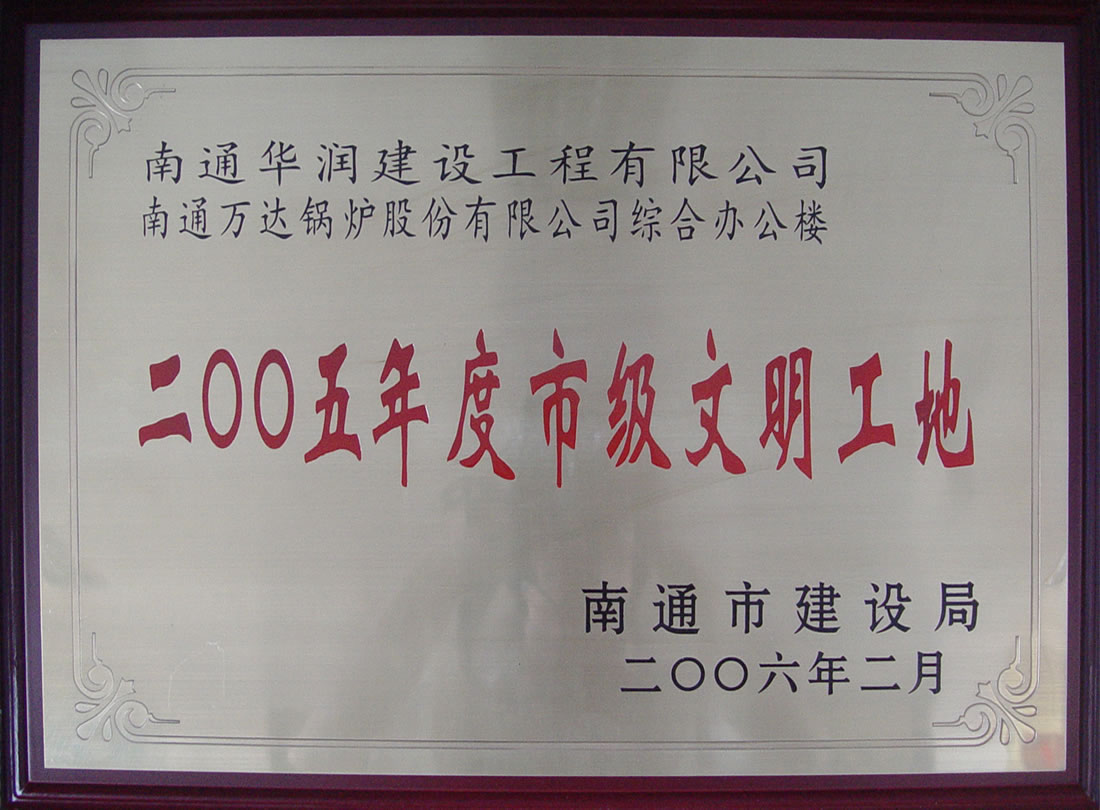 南通华润建设工程有限公司
南通万达锅炉股份有限公司综合办公楼
二〇〇五年度市级文明工地
南通市建设局
二〇〇六年二月